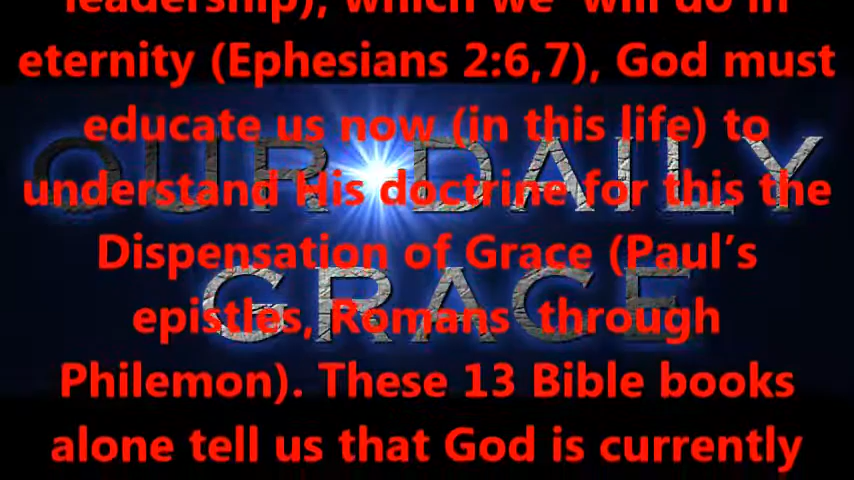 leadership), which we will do in
eternity (Ephesians 2:6,7), God must
educate us now (in this life) to
understand His doctrine for this the
Dispensation of Grace (Paul’s
epistles, Romans through
Philemon). These 13 Bible books
alone tell us that God is currently
OUR DAILY
GRACE